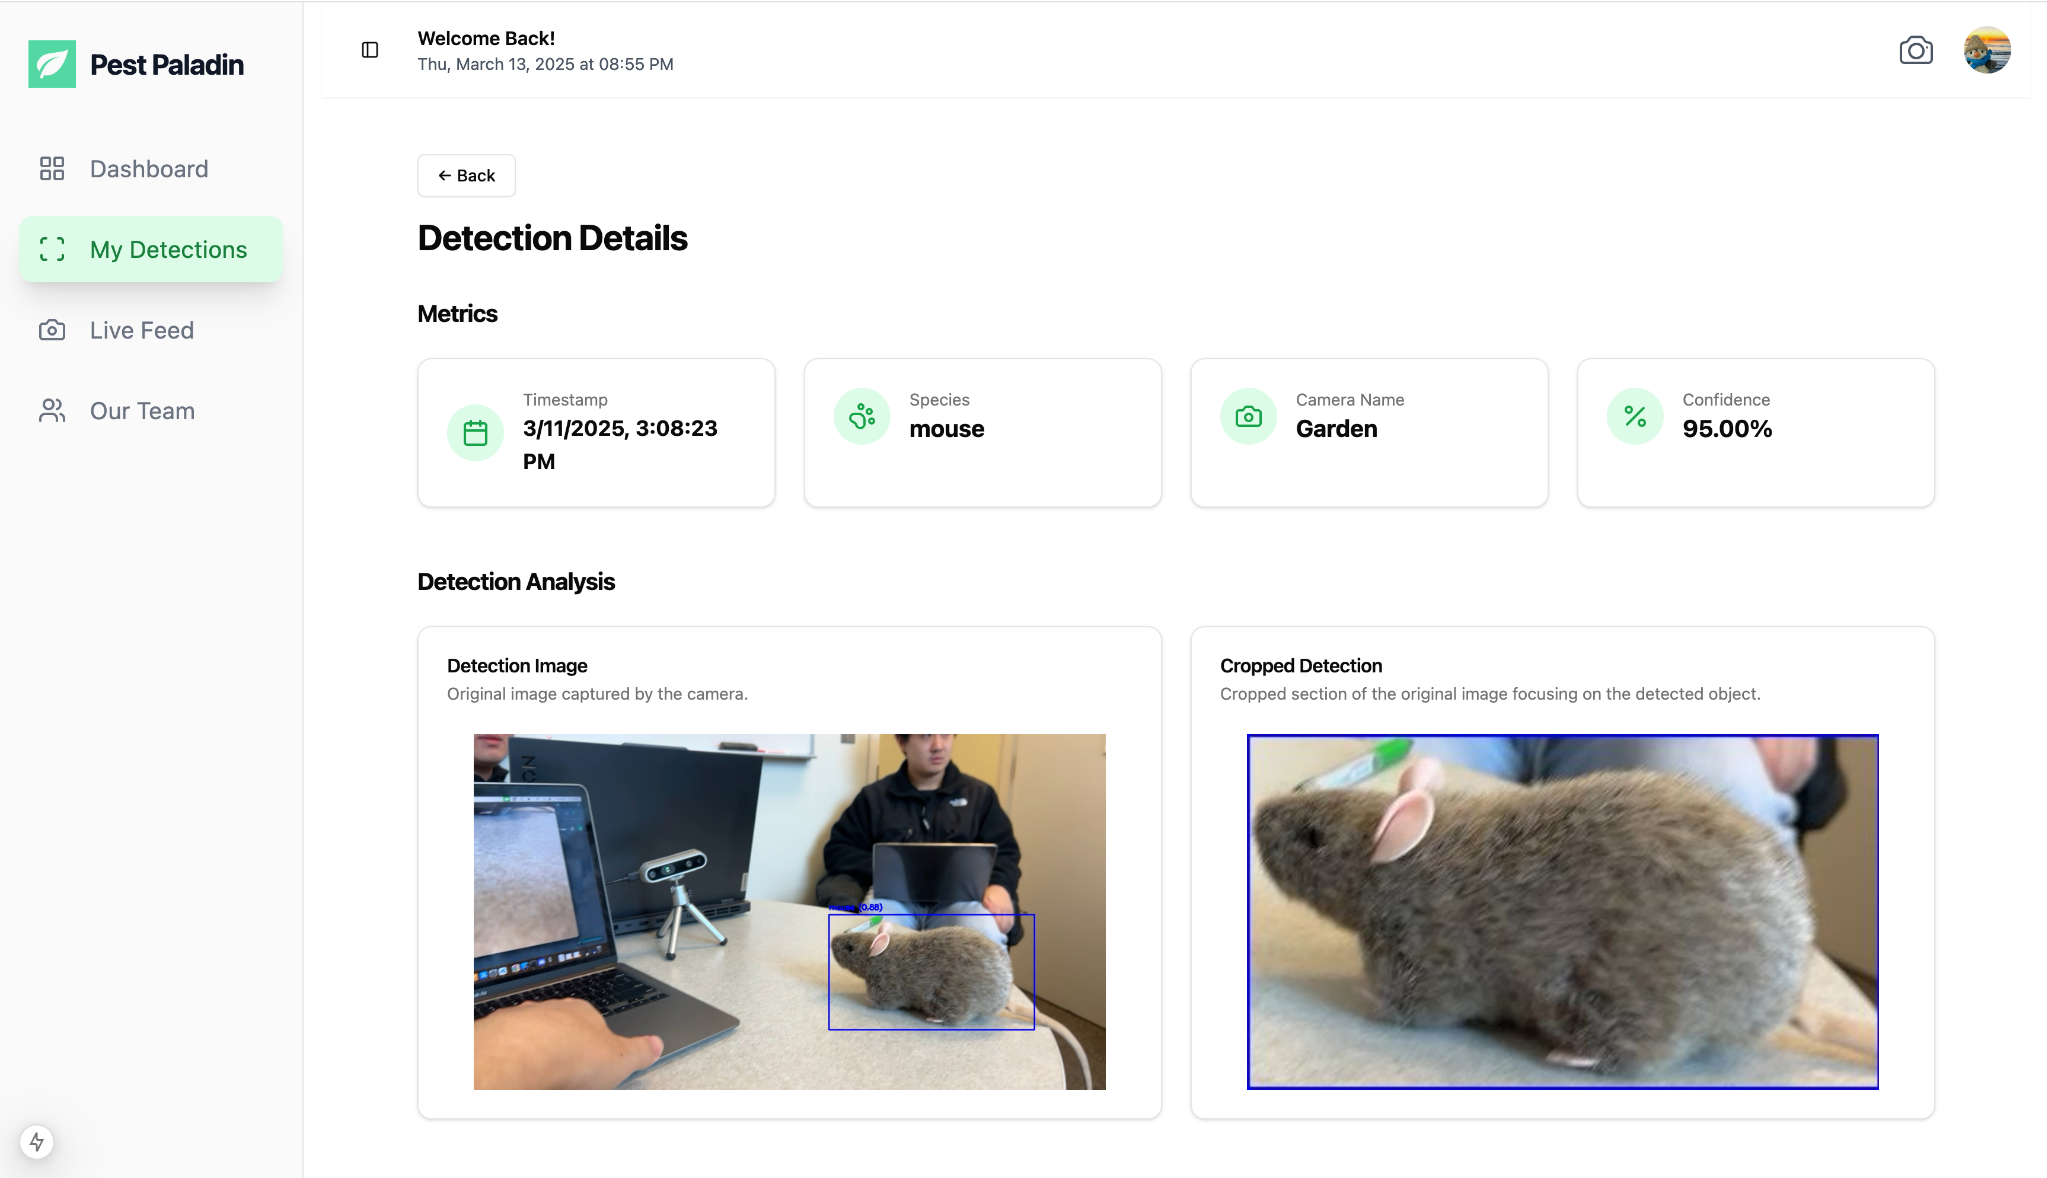 Pest Paladin
Dashboard
My Detections
Live Feed
Our Team
Welcome Back!
Thu, March 13, 2025 at 08:55 PM
← Back
Detection Details
Metrics
Timestamp
3/11/2025, 3:08:23
PM
Species
mouse
Camera Name
Garden
Confidence
95.00%
Detection Analysis
Detection Image
Original image captured by the camera.
(0.88)
Cropped Detection
Cropped section of the original image focusing on the detected object.